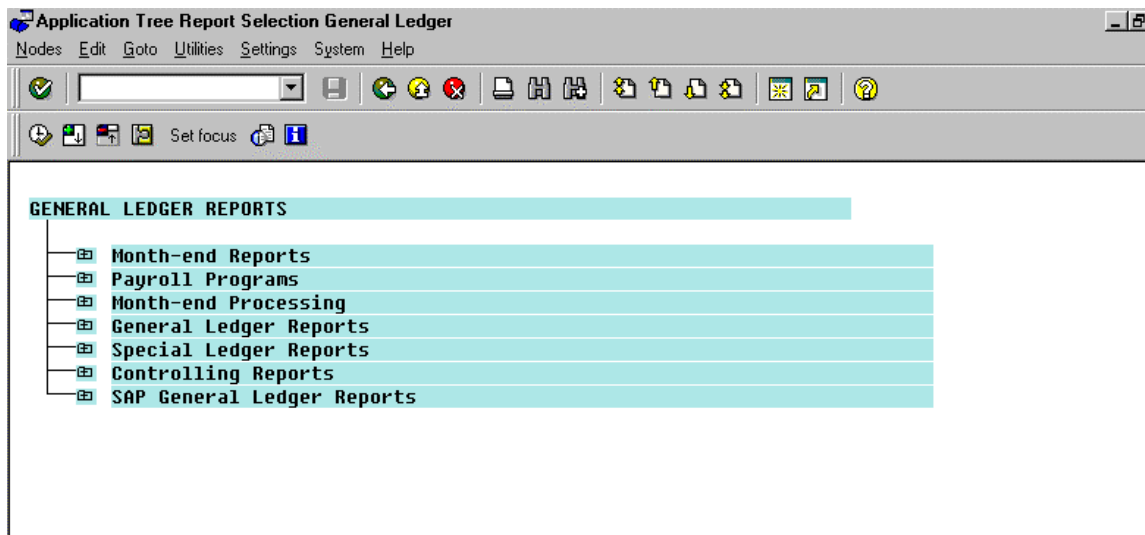 Application Tree Report Selection General Ledger
Nodes Edit Goto Utilities Settings System Help
Set focus
GENERAL LEDGER REPORTS
Month-end Reports
Payroll Programs
Month-end Processing
General Ledger Reports
Special Ledger Reports
Controlling Reports
SAP General Ledger Reports